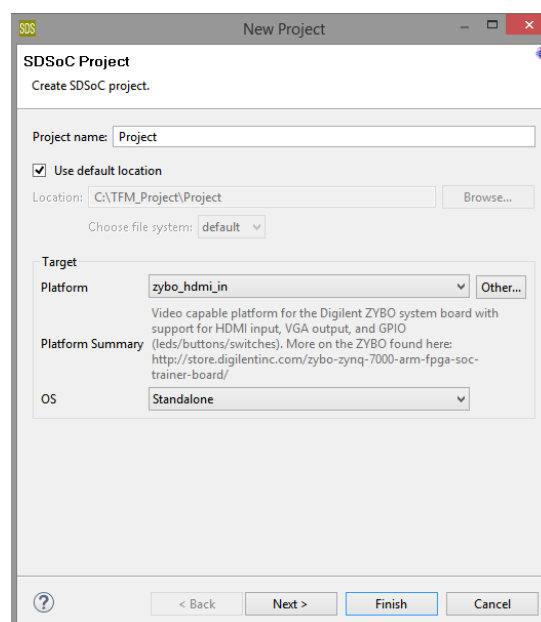 SDS New Project
SDSoC Project
Create SDSoC project.
Project name: Project
Use default location
Location: C:\TFM_Project\Project Browse...
Choose file system: default
Target
Platform zybo_hdmi_in Other...
Video capable platform for the Digilent ZYBO system board with
support for HDMI input, VGA output, and GPIO
Platform Summary (leds/buttons/switches). More on the ZYBO found here:
http://store.digilentinc.com/zybo-zynq-7000-arm-fpga-soc-
trainer-board/
OS Standalone
? < Back Next > Finish Cancel